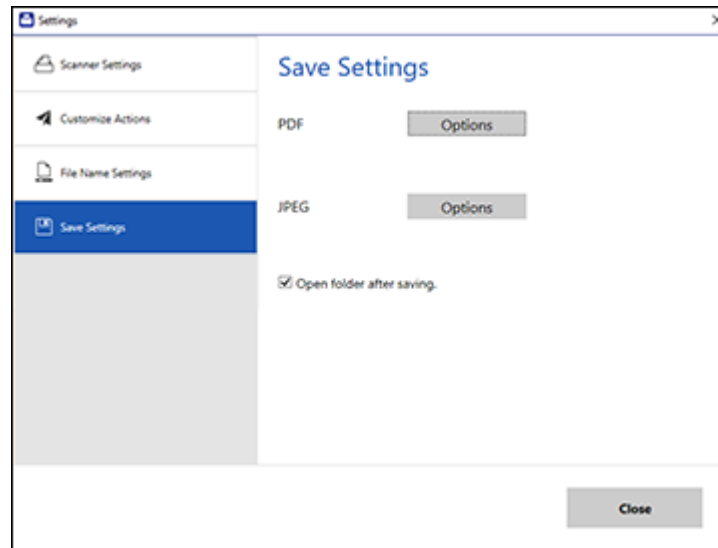 Settings
Scanner Settings
Customize Actions
File Name Settings
Save Settings
Save Settings
PDF
Options
JPEG
Options
Open folder after saving.
Close